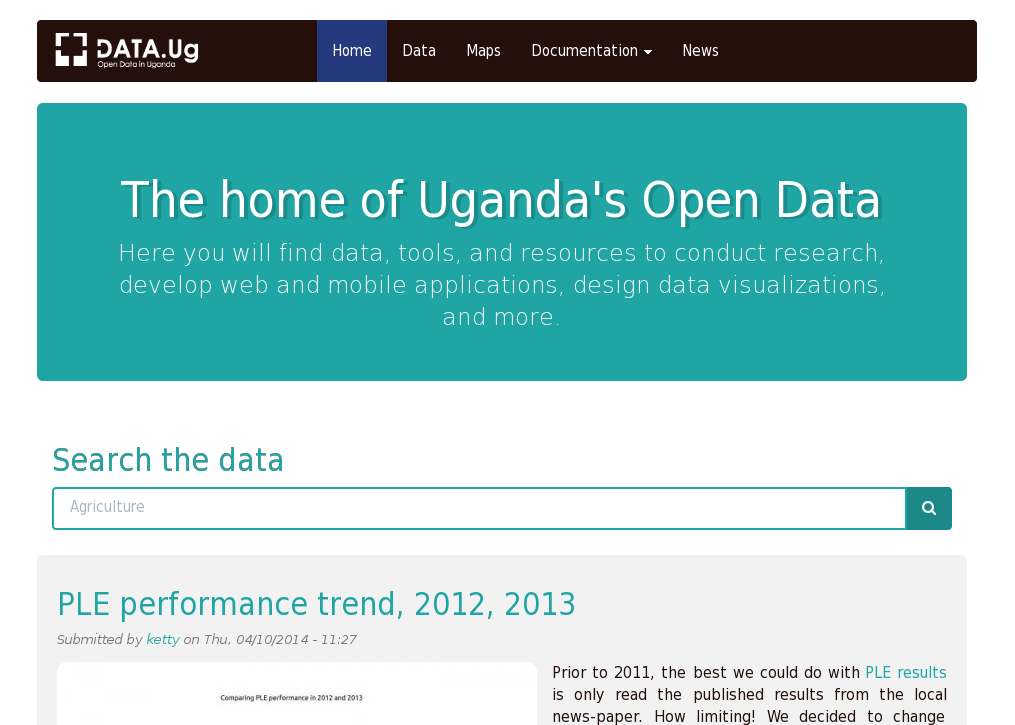 DATA.Ug
Open Data in Uganda
Home Data Maps Documentation News
The home of Uganda's Open Data
Here you will find data, tools, and resources to conduct research,
develop web and mobile applications, design data visualizations,
and more.
Search the data
Agriculture
PLE performance trend, 2012, 2013
Submitted by ketty on Thu, 04/10/2014 - 11:27
Comparing PLE performance in 2012 and 2013
Prior to 2011, the best we could do with PLE results
is only read the published results from the local
news-paper. How limiting! We decided to change